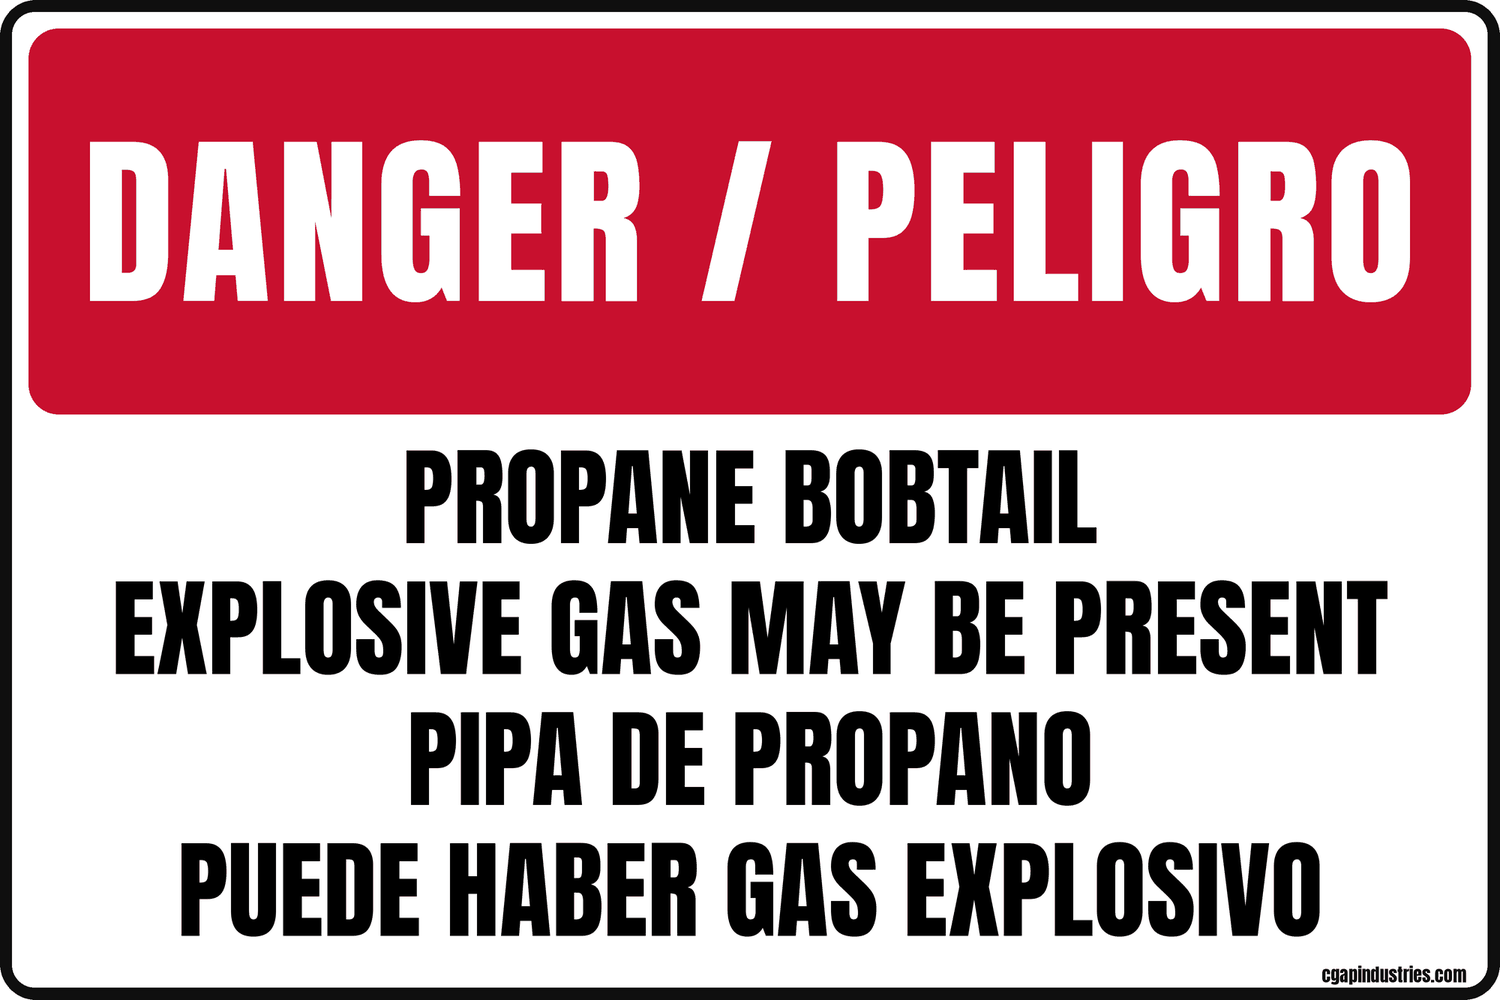 DANGER / PELIGRO
PROPANE BOBTAIL
EXPLOSIVE GAS MAY BE PRESENT
PIPA DE PROPANO
PUEDE HABER GAS EXPLOSIVO
cgapindustries.com